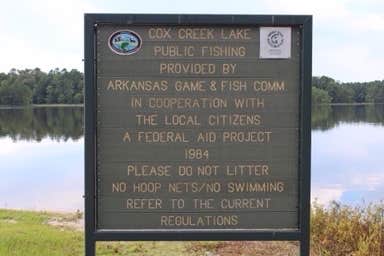 COX CREEK LAKE
PUBLIC FISHING
PROVIDED BY
ARKANSAS GAME & FISH COMM
IN COOPERATION WITH
THE LOCAL CITIZENS
A FEDERAL AID PROJECT
1984
PLEASE DO NOT LITTER
NO HOOP NETS/NO SWIMMING
REFER TO THE CURRENT
REGULATIONS